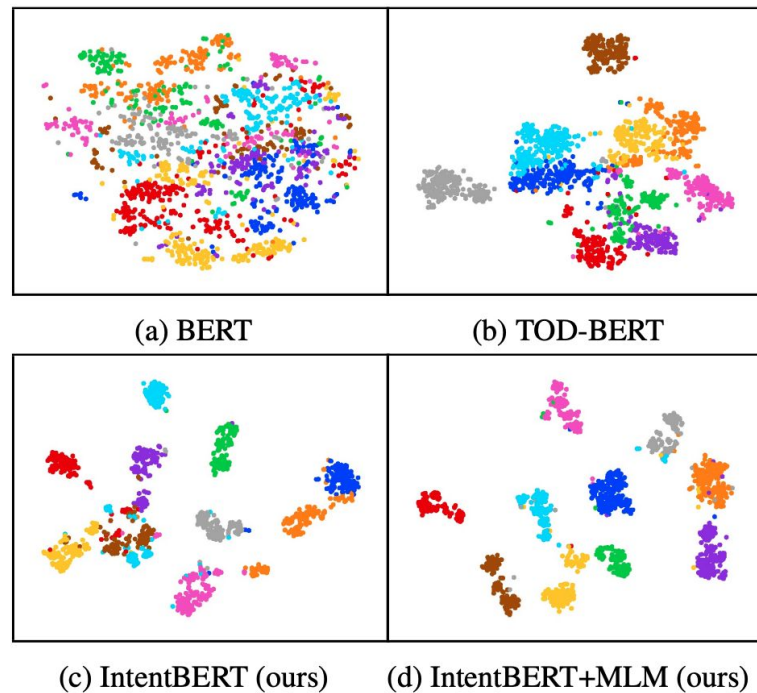 (a) BERT
(b) TOD-BERT
(c) IntentBERT (ours)
(d) IntentBERT+MLM (ours)